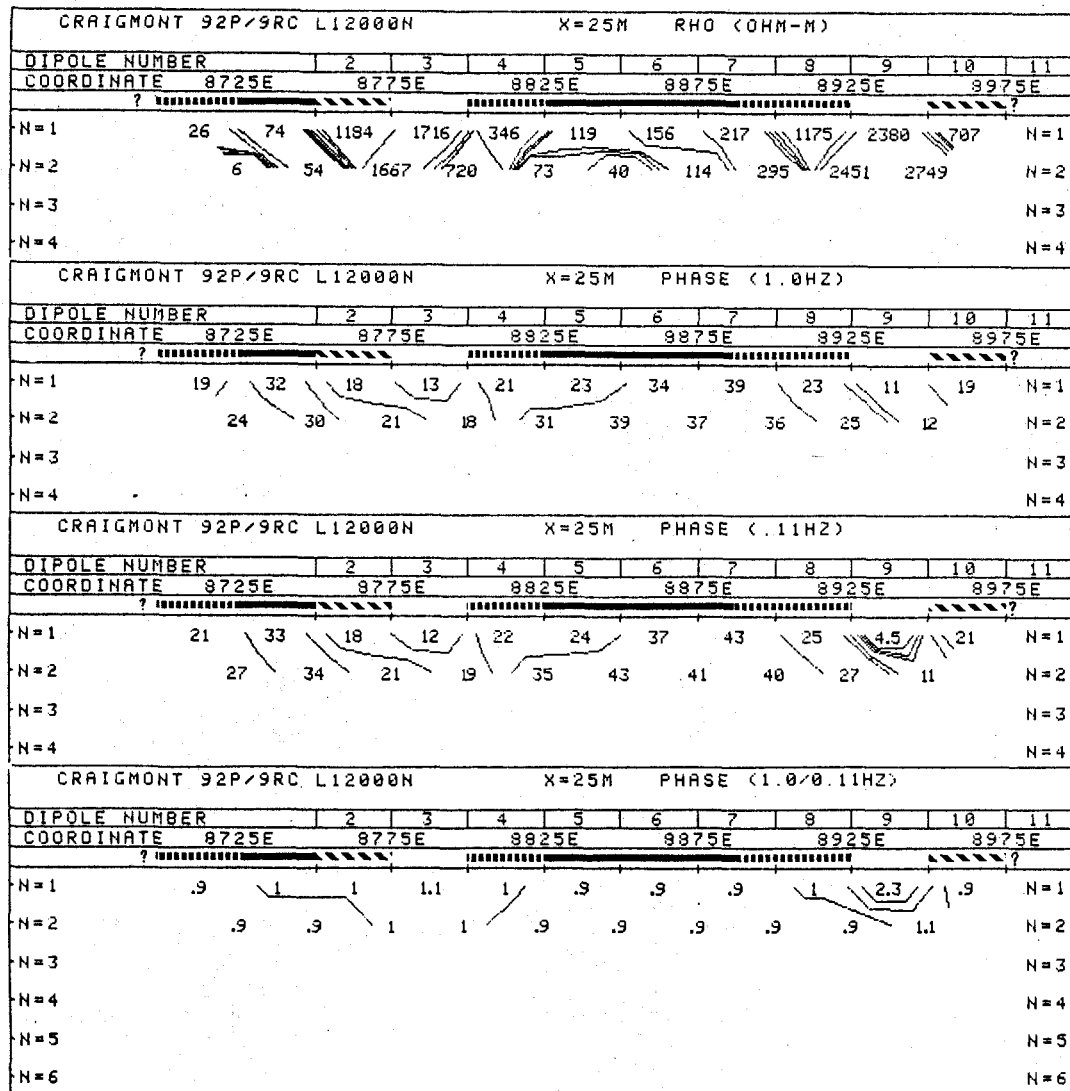 CRAIGMONT 92P/9RC L12000N X=25M RHO (OHM-M)
DIPOLE NUMBER 2 3 4 5 6 7 8 9 10 11
COORDINATE 8725E 8775E 8825E 8875E 8925E 8975E
? ?
N=1 26 74 1184 1716 346 119 156 217 1175 2380 707 N=1
N=2 6 54 1667 720 73 40 114 295 2451 2749 N=2
N=3 N=3
N=4 N=4
CRAIGMONT 92P/9RC L12000N X=25M PHASE (1.0HZ)
DIPOLE NUMBER 2 3 4 5 6 7 8 9 10 11
COORDINATE 8725E 8775E 8825E 8875E 8925E 8975E
? ?
N=1 19 32 18 13 21 23 34 39 23 11 19 N=1
N=2 24 30 21 18 31 39 37 36 25 12 N=2
N=3 N=3
N=4 N=4
CRAIGMONT 92P/9RC L12000N X=25M PHASE (.11HZ)
DIPOLE NUMBER 2 3 4 5 6 7 8 9 10 11
COORDINATE 8725E 8775E 8825E 8875E 8925E 8975E
? ?
N=1 21 33 18 12 22 24 37 43 25 4.5 21 N=1
N=2 27 34 21 19 35 43 41 40 27 11 N=2
N=3 N=3
N=4 N=4
CRAIGMONT 92P/9RC L12000N X=25M PHASE (1.0/0.11HZ)
DIPOLE NUMBER 2 3 4 5 6 7 8 9 10 11
COORDINATE 8725E 8775E 8825E 8875E 8925E 8975E
? ?
N=1 .9 1 1 1.1 1 .9 .9 .9 1 2.3 .9 N=1
N=2 .9 .9 1 1 .9 .9 .9 .9 .9 1.1 N=2
N=3 N=3
N=4 N=4
N=5 N=5
N=6 N=6